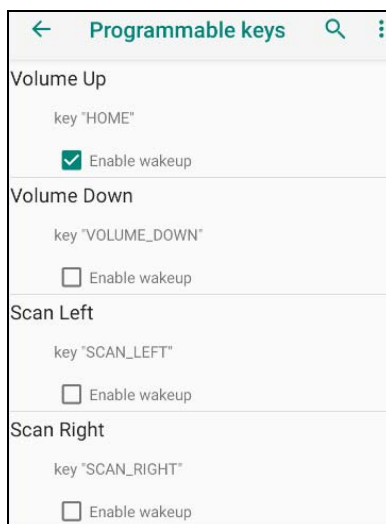 Programmable keys
Volume Up
key "HOME"
Enable wakeup
Volume Down
key "VOLUME_DOWN"
Enable wakeup
Scan Left
key "SCAN_LEFT"
Enable wakeup
Scan Right
key "SCAN_RIGHT"
Enable wakeup